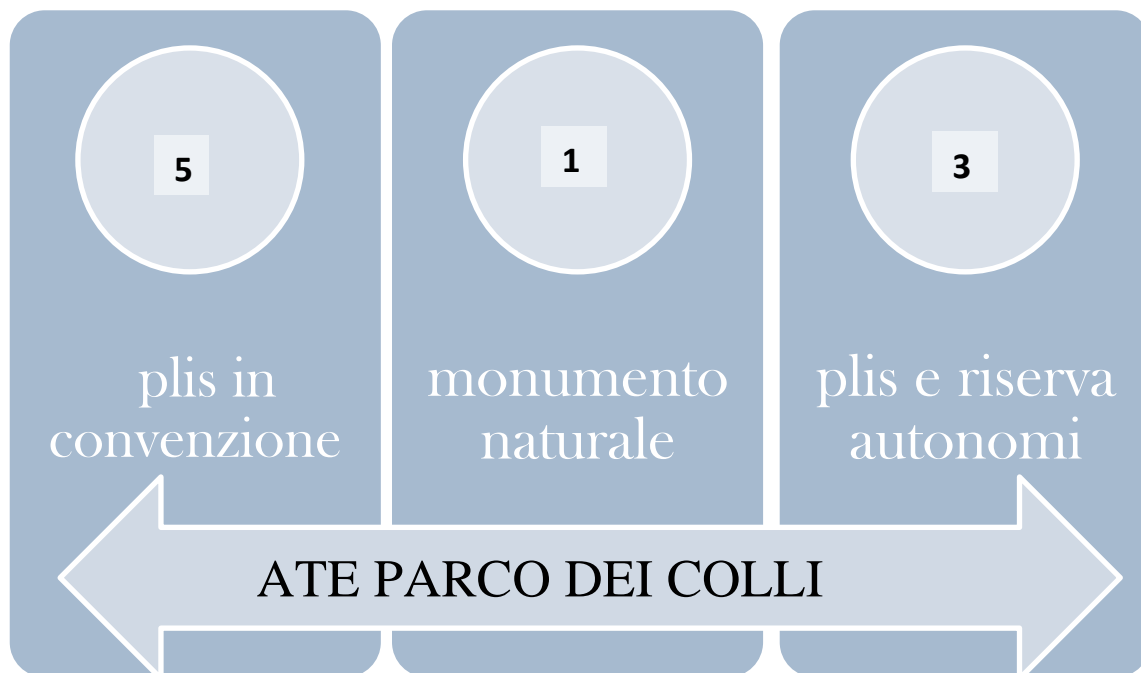 5
plis in
convenzione
1
monumento
naturale
3
plis e riserva
autonomi
ATE PARCO DEI COLLI